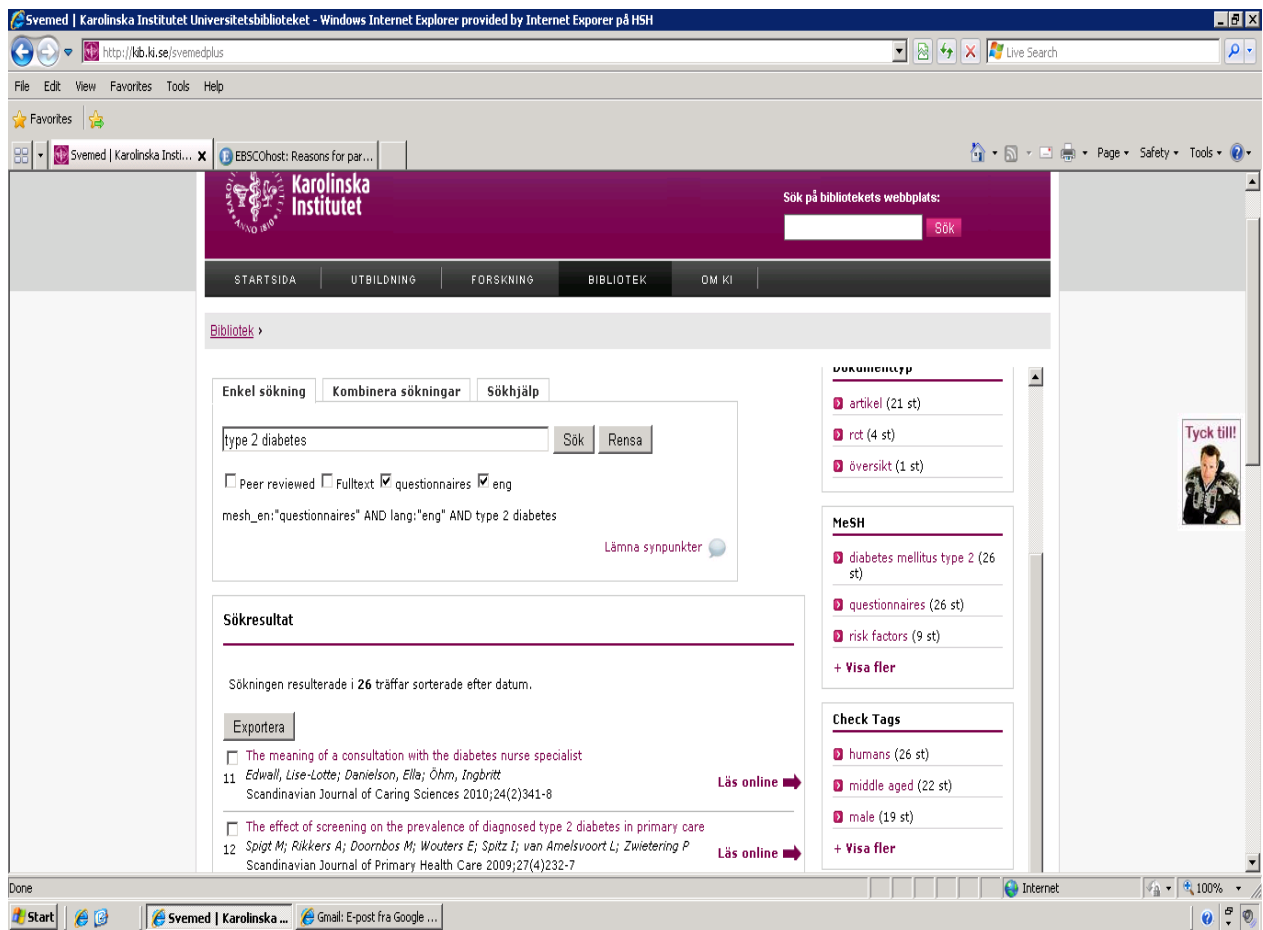 Svemed | Karolinska Institutet Universitetsbiblioteket - Windows Internet Explorer provided by Internet Exporer på HSH
http://kib.ki.se/svemedplus
Live Search
File Edit View Favorites Tools Help
Favorites
Svemed | Karolinska Insti...
EBSCOhost: Reasons for par...
Page Safety Tools
ANNO 1810
Karolinska
Institutet
Sök på bibliotekets webbplats:
Sök
STARTSIDA UTBILDNING FORSKNING BIBLIOTEK OM KI
Bibliotek ›
Enkel sökning Kombinera sökningar Sökhjälp
type 2 diabetes Sök Rensa
Peer reviewed Fulltext questionnaires eng
mesh_en:"questionnaires" AND lang:"eng" AND type 2 diabetes
Lämna synpunkter
Sökresultat
Sökningen resulterade i 26 träffar sorterade efter datum.
Exportera
The meaning of a consultation with the diabetes nurse specialist
11 Edwall, Lise-Lotte; Danielson, Ella; Öhm, Ingbritt
Scandinavian Journal of Caring Sciences 2010;24(2)341-8
Läs online
The effect of screening on the prevalence of diagnosed type 2 diabetes in primary care
12 Spigt M; Rikkers A; Doornbos M; Wouters E; Spitz I; van Amelsvoort L; Zwietering P
Scandinavian Journal of Primary Health Care 2009;27(4)232-7
Läs online
Dokumenttyp
artikel (21 st)
rct (4 st)
översikt (1 st)
MeSH
diabetes mellitus type 2 (26
st)
questionnaires (26 st)
risk factors (9 st)
+ Visa fler
Check Tags
humans (26 st)
middle aged (22 st)
male (19 st)
+ Visa fler
Tyck till!
Done
Internet
100%
Start
Svemed | Karolinska ...
Gmail: E-post fra Google ...